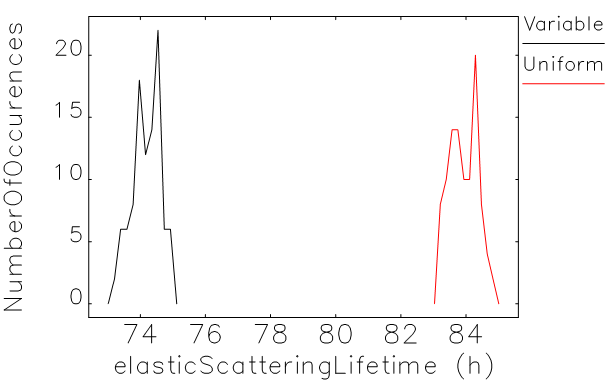 Variable
Uniform
NumberOfOccurences
20
15
10
5
0
74 76 78 80 82 84
elasticScatteringLifetime (h)